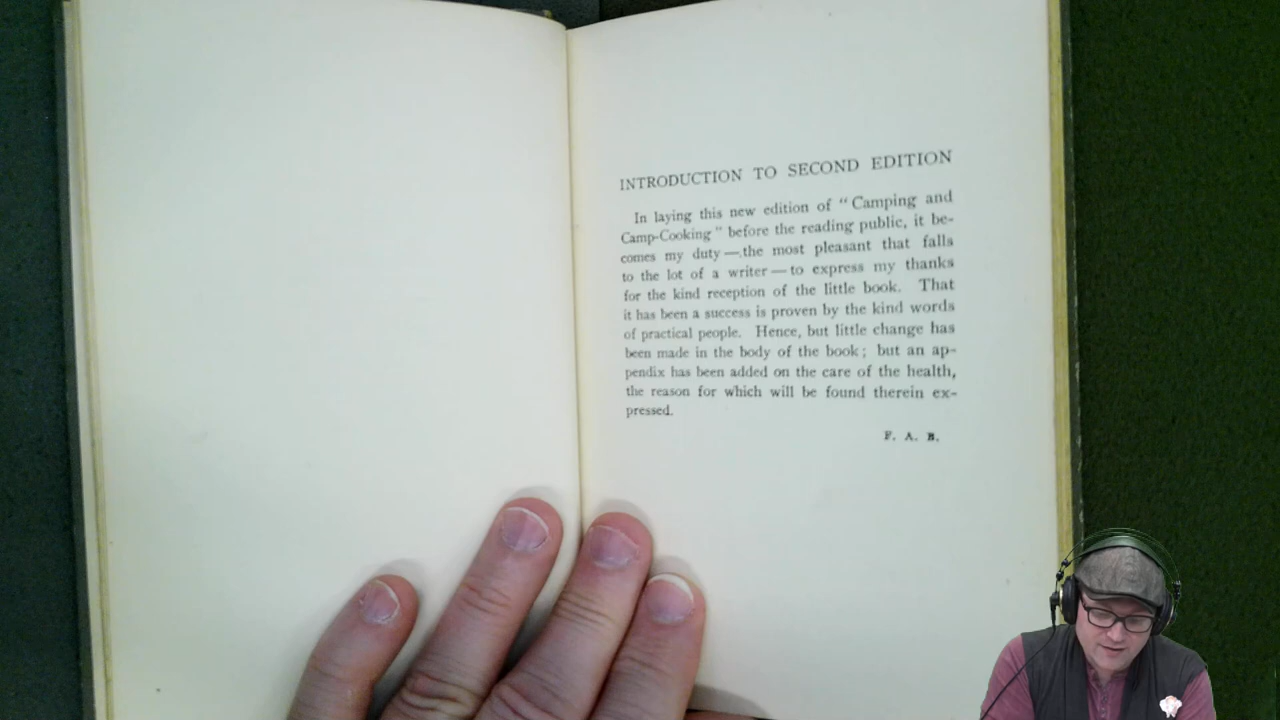 INTRODUCTION TO SECOND EDITION
In laying this new edition of "Camping and
Camp-Cooking" before the reading public, it be-
comes my duty—the most pleasant that falls
to the lot of a writer—to express my thanks
for the kind reception of the little book. That
it has been a success is proven by the kind words
of practical people. Hence, but little change has
been made in the body of the book; but an ap-
pendix has been added on the care of the health,
the reason for which will be found therein ex-
pressed.
F. A. B.